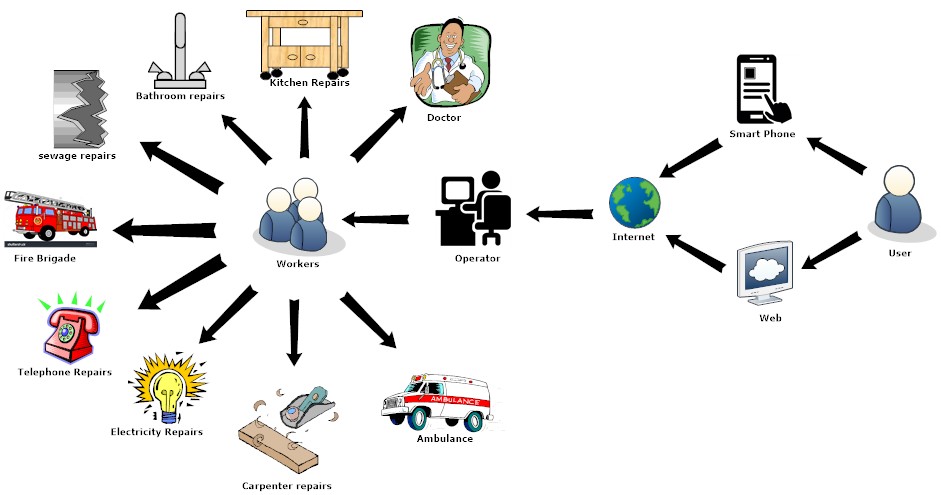 Kitchen Repairs
Bathroom repairs
Doctor
Smart Phone
sewage repairs
Internet
User
Fire Brigade
Workers
Operator
Web
Telephone Repairs
AMBULANCE
Electricity Repairs
Ambulance
Carpenter repairs